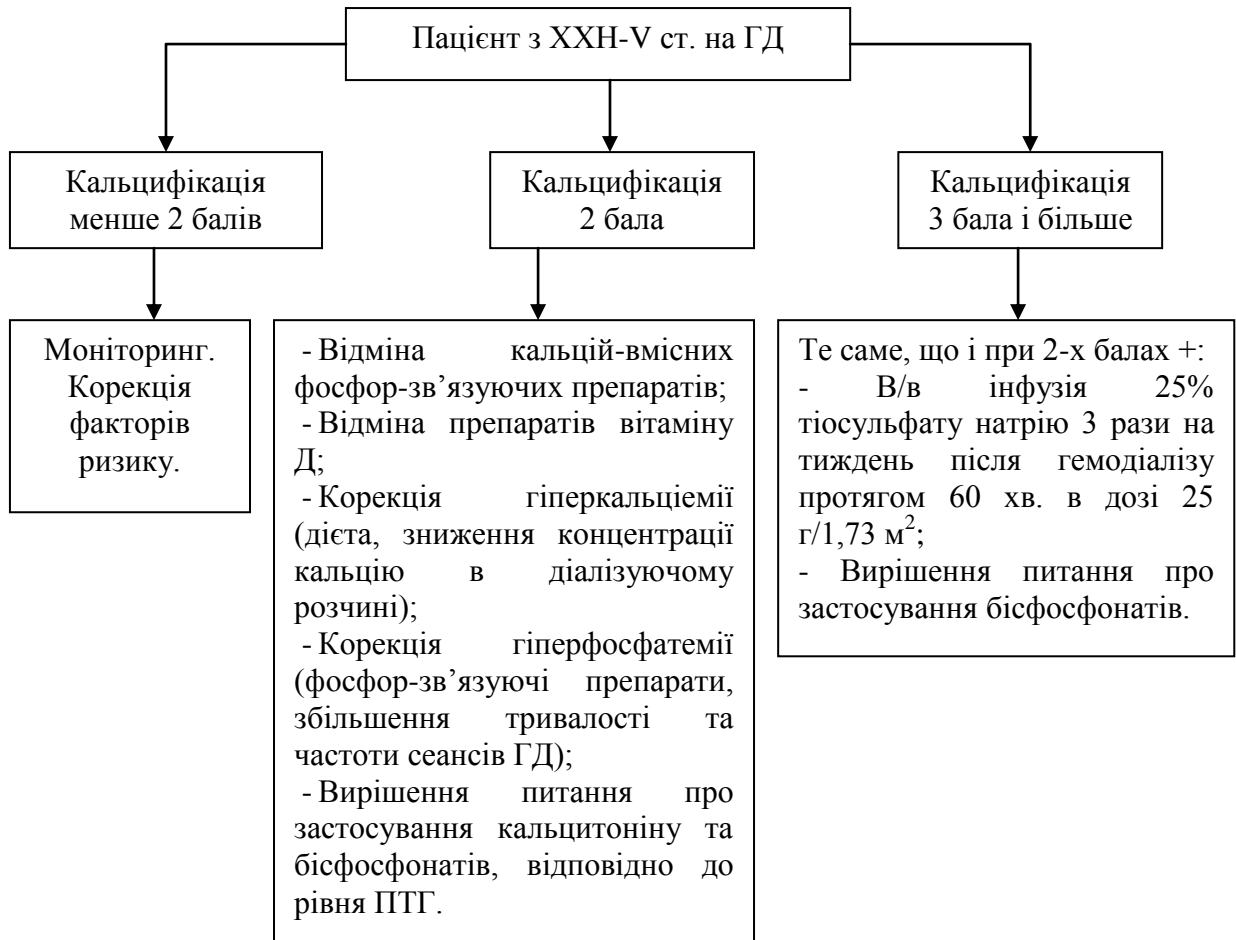 Пацієнт з ХХН-V ст. на ГД
Кальцифікація
менше 2 балів
Кальцифікація
2 бала
Кальцифікація
3 бала і більше
Моніторинг.
Корекція
факторів
ризику.
- Відміна кальцій-вмісних
фосфор-зв’язуючих препаратів;
- Відміна препаратів вітаміну
Д;
- Корекція гіперкальціемії
(дієта, зниження концентрації
кальцію в діалізуючому
розчині);
- Корекція гіперфосфатемії
(фосфор-зв’язуючі препарати,
збільшення тривалості та
частоти сеансів ГД);
- Вирішення питання про
застосування кальцитоніну та
бісфосфонатів, відповідно до
рівня ПТГ.
Те саме, що і при 2-х балах +:
- В/в інфузія 25%
тіосульфату натрію 3 рази на
тиждень після гемодіалізу
протягом 60 хв. в дозі 25
г/1,73 м²;
- Вирішення питання про
застосування бісфосфонатів.